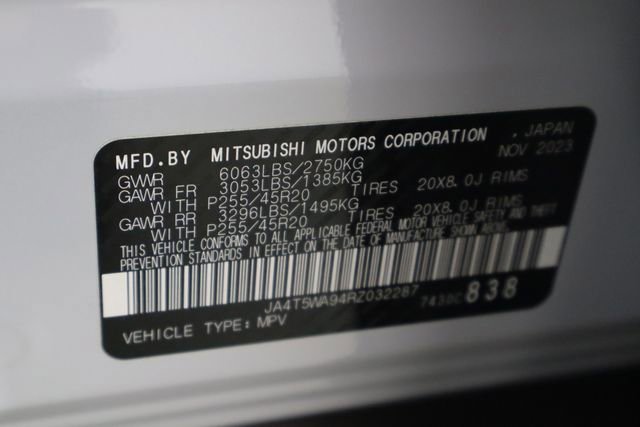 MFD.BY MITSUBISHI MOTORS CORPORATION . JAPAN
NOV 2023
GVWR 6063LBS/2750KG
GAWR FR 3053LBS/1385KG
WITH P255/45R20 TIRES 20X8.0J RIMS
GAWR RR 3296LBS/1495KG
WITH P255/45R20 TIRES 20X8.0J RIMS
THIS VEHICLE CONFORMS TO ALL APPLICABLE FEDERAL MOTOR VEHICLE SAFETY AND THEFT
PREVENTION STANDARDS IN EFFECT ON THE DATE OF MANUFACTURE SHOWN ABOVE.
JA4T5WA94RZ032287 7430C 838
VEHICLE TYPE: MPV